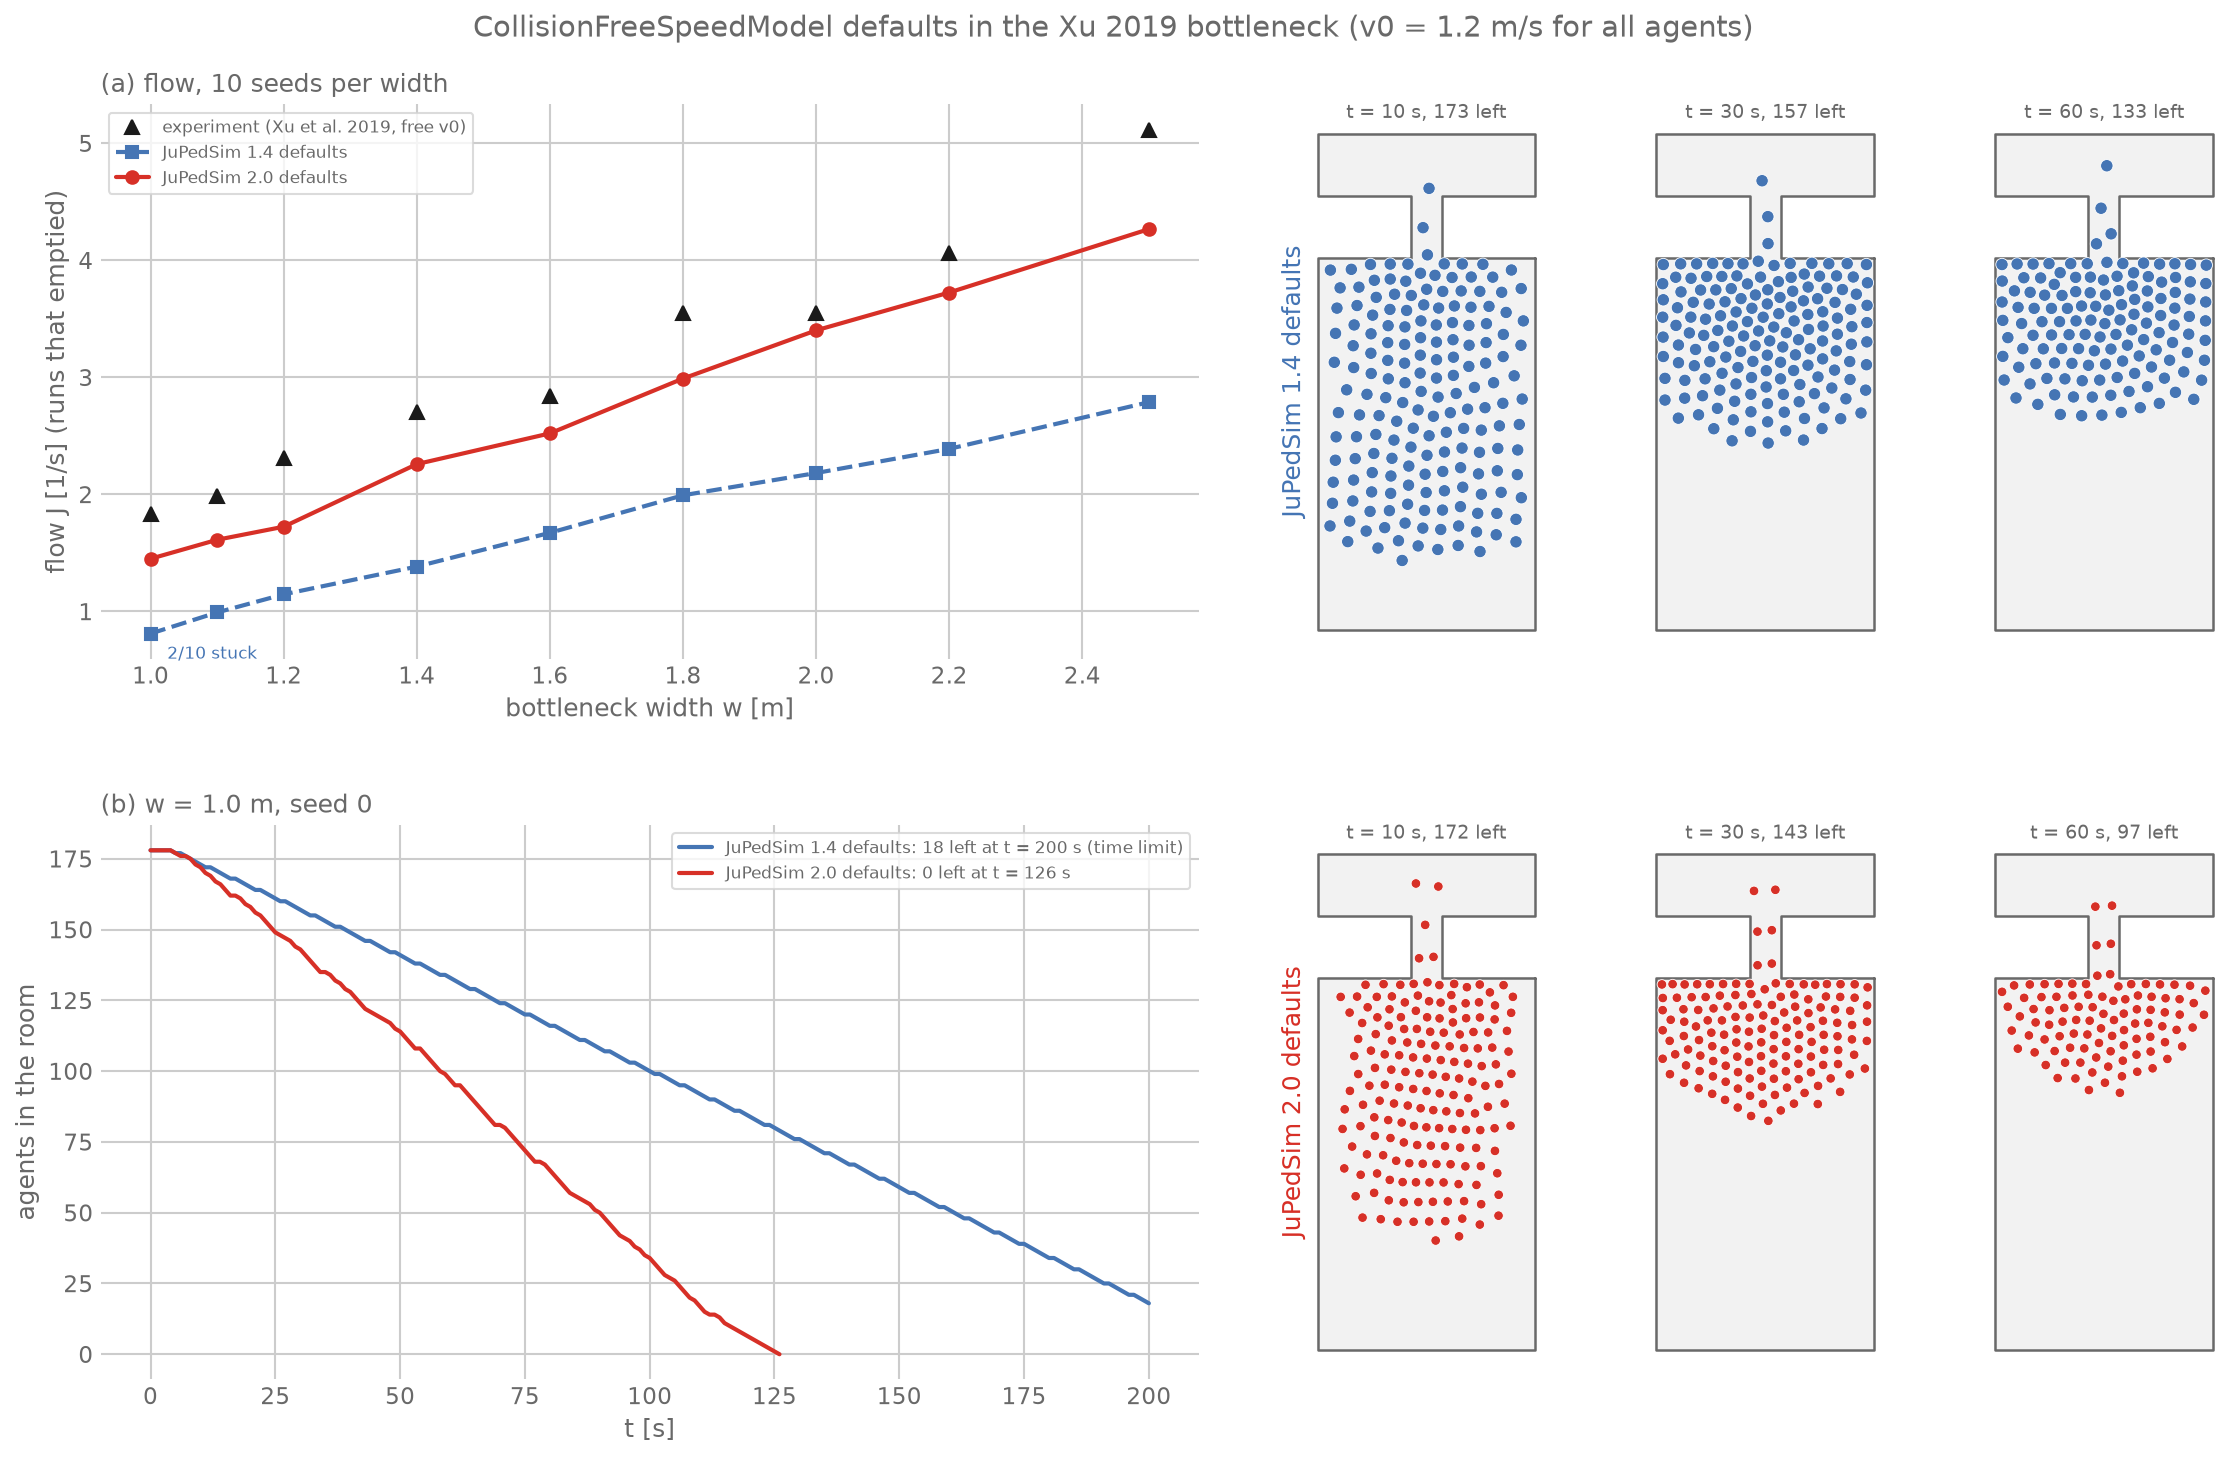 CollisionFreeSpeedModel defaults in the Xu 2019 bottleneck (v0 = 1.2 m/s for all agents)
(a) flow, 10 seeds per width
experiment (Xu et al. 2019, free v0)
JuPedSim 1.4 defaults
JuPedSim 2.0 defaults
flow J [1/s] (runs that emptied)
5
4
3
2
1
2/10 stuck
1.0 1.2 1.4 1.6 1.8 2.0 2.2 2.4
bottleneck width w [m]
JuPedSim 1.4 defaults
t = 10 s, 173 left
t = 30 s, 157 left
t = 60 s, 133 left
(b) w = 1.0 m, seed 0
JuPedSim 1.4 defaults: 18 left at t = 200 s (time limit)
JuPedSim 2.0 defaults: 0 left at t = 126 s
agents in the room
175
150
125
100
75
50
25
0
0 25 50 75 100 125 150 175 200
t [s]
JuPedSim 2.0 defaults
t = 10 s, 172 left
t = 30 s, 143 left
t = 60 s, 97 left